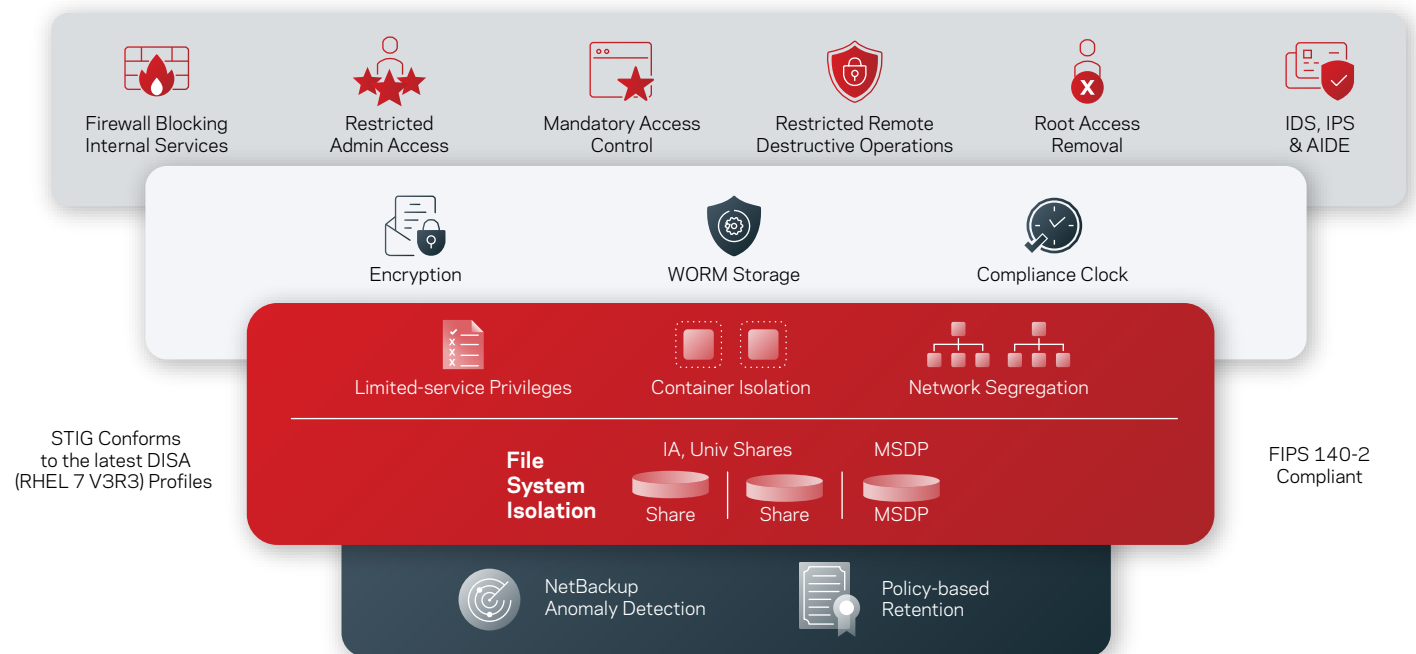 Firewall Blocking
Internal Services
Restricted
Admin Access
Mandatory Access
Control
Restricted Remote
Destructive Operations
Root Access
Removal
IDS, IPS
& AIDE
X
Encryption
WORM Storage
Compliance Clock
Limited-service Privileges
Container Isolation
Network Segregation
STIG Conforms
to the latest DISA
(RHEL 7 V3R3) Profiles
File
System
Isolation
IA, Univ Shares
MSDP
Share
Share
MSDP
FIPS 140-2
Compliant
NetBackup
Anomaly Detection
Policy-based
Retention